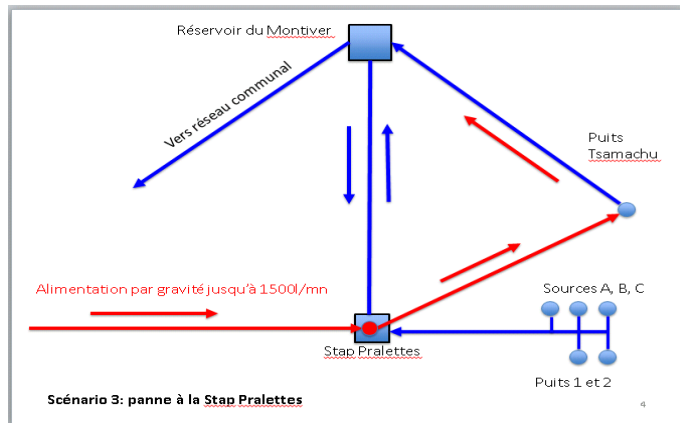 Réservoir du Montiver
Vers réseau communal
Puits
Tsamachu
Alimentation par gravité jusqu'à 1500l/mn
Sources A, B, C
Stap Pralettes
Puits 1 et 2
Scénario 3: panne à la Stap Pralettes
4